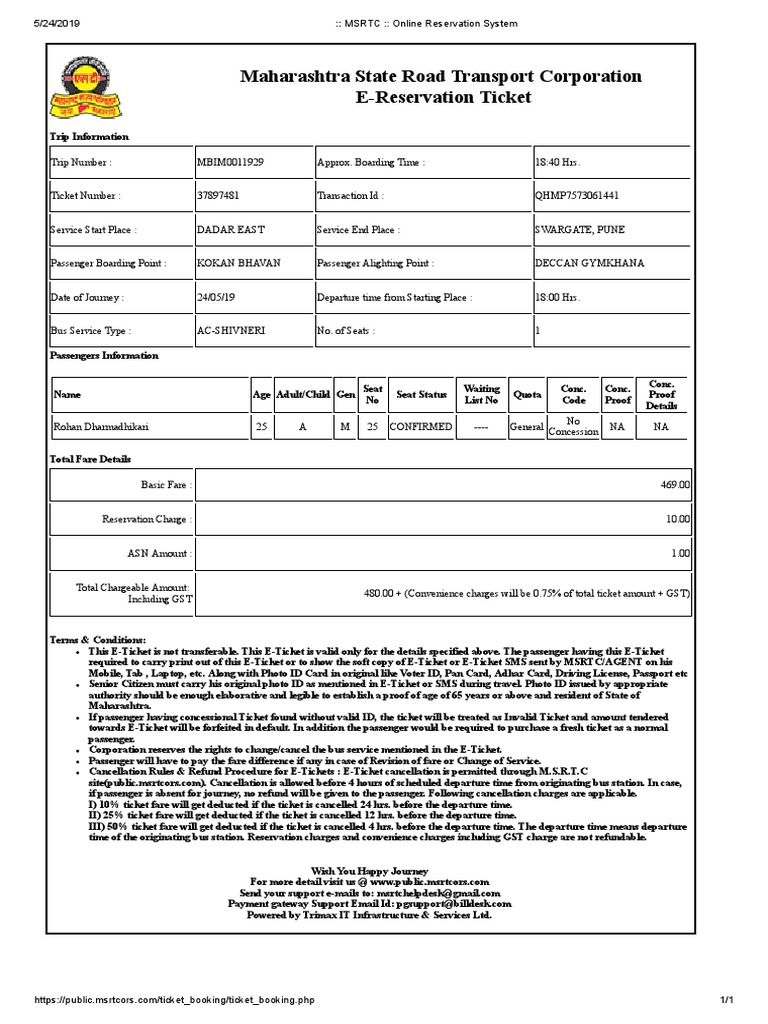 5/24/2019 :: MSRTC :: Online Reservation System
Maharashtra State Road Transport Corporation
E-Reservation Ticket
Trip Information
Trip Number : MBIM0011929 Approx. Boarding Time : 18:40 Hrs.
Ticket Number : 37897481 Transaction Id : QHMP7573061441
Service Start Place : DADAR EAST Service End Place : SWARGATE, PUNE
Passenger Boarding Point : KOKAN BHAVAN Passenger Alighting Point : DECCAN GYMKHANA
Date of Journey : 24/05/19 Departure time from Starting Place : 18:00 Hrs.
Bus Service Type : AC-SHIVNERI No. of Seats : 1
Passengers Information
Name Age Adult/Child Gen Seat No Seat Status Waiting List No Quota Conc. Code Conc. Proof Conc. Proof Details
Rohan Dharmadhikari 25 A M 25 CONFIRMED ---- General No Concession NA NA
Total Fare Details
Basic Fare : 469.00
Reservation Charge : 10.00
ASN Amount : 1.00
Total Chargeable Amount: Including GST 480.00 + (Convenience charges will be 0.75% of total ticket amount + GST)
Terms & Conditions:
• This E-Ticket is not transferable. This E-Ticket is valid only for the details specified above. The passenger having this E-Ticket
required to carry print out of this E-Ticket or to show the soft copy of E-Ticket or E-Ticket SMS sent by MSRTC/AGENT on his
Mobile, Tab , Laptop, etc. Along with Photo ID Card in original like Voter ID, Pan Card, Adhar Card, Driving License, Passport etc
• Senior Citizen must carry his original photo ID as mentioned in E-Ticket or SMS during travel. Photo ID issued by appropriate
authority should be enough elaborative and legible to establish a proof of age of 65 years or above and resident of State of
Maharashtra.
• If passenger having concessional Ticket found without valid ID, the ticket will be treated as Invalid Ticket and amount tendered
towards E-Ticket will be forfeited in default. In addition the passenger would be required to purchase a fresh ticket as a normal
passenger.
• Corporation reserves the rights to change/cancel the bus service mentioned in the E-Ticket.
• Passenger will have to pay the fare difference if any in case of Revision of fare or Change of Service.
• Cancellation Rules & Refund Procedure for E-Tickets : E-Ticket cancellation is permitted through M.S.R.T.C
site(public.msrtcors.com). Cancellation is allowed before 4 hours of scheduled departure time from originating bus station. In case,
if passenger is absent for journey, no refund will be given to the passenger. Following cancellation charges are applicable.
I) 10% ticket fare will get deducted if the ticket is cancelled 24 hrs. before the departure time.
II) 25% ticket fare will get deducted if the ticket is cancelled 12 hrs. before the departure time.
III) 50% ticket fare will get deducted if the ticket is cancelled 4 hrs. before the departure time. The departure time means departure
time of the originating bus station. Reservation charges and convenience charges including GST charge are not refundable.
Wish You Happy Journey
For more detail visit us @ www.public.msrtcors.com
Send your support e-mails to: msrtchelpdesk@gmail.com
Payment gateway Support Email Id: pgsupport@billdesk.com
Powered by Trimax IT Infrastructure & Services Ltd.
https://public.msrtcors.com/ticket_booking/ticket_booking.php 1/1